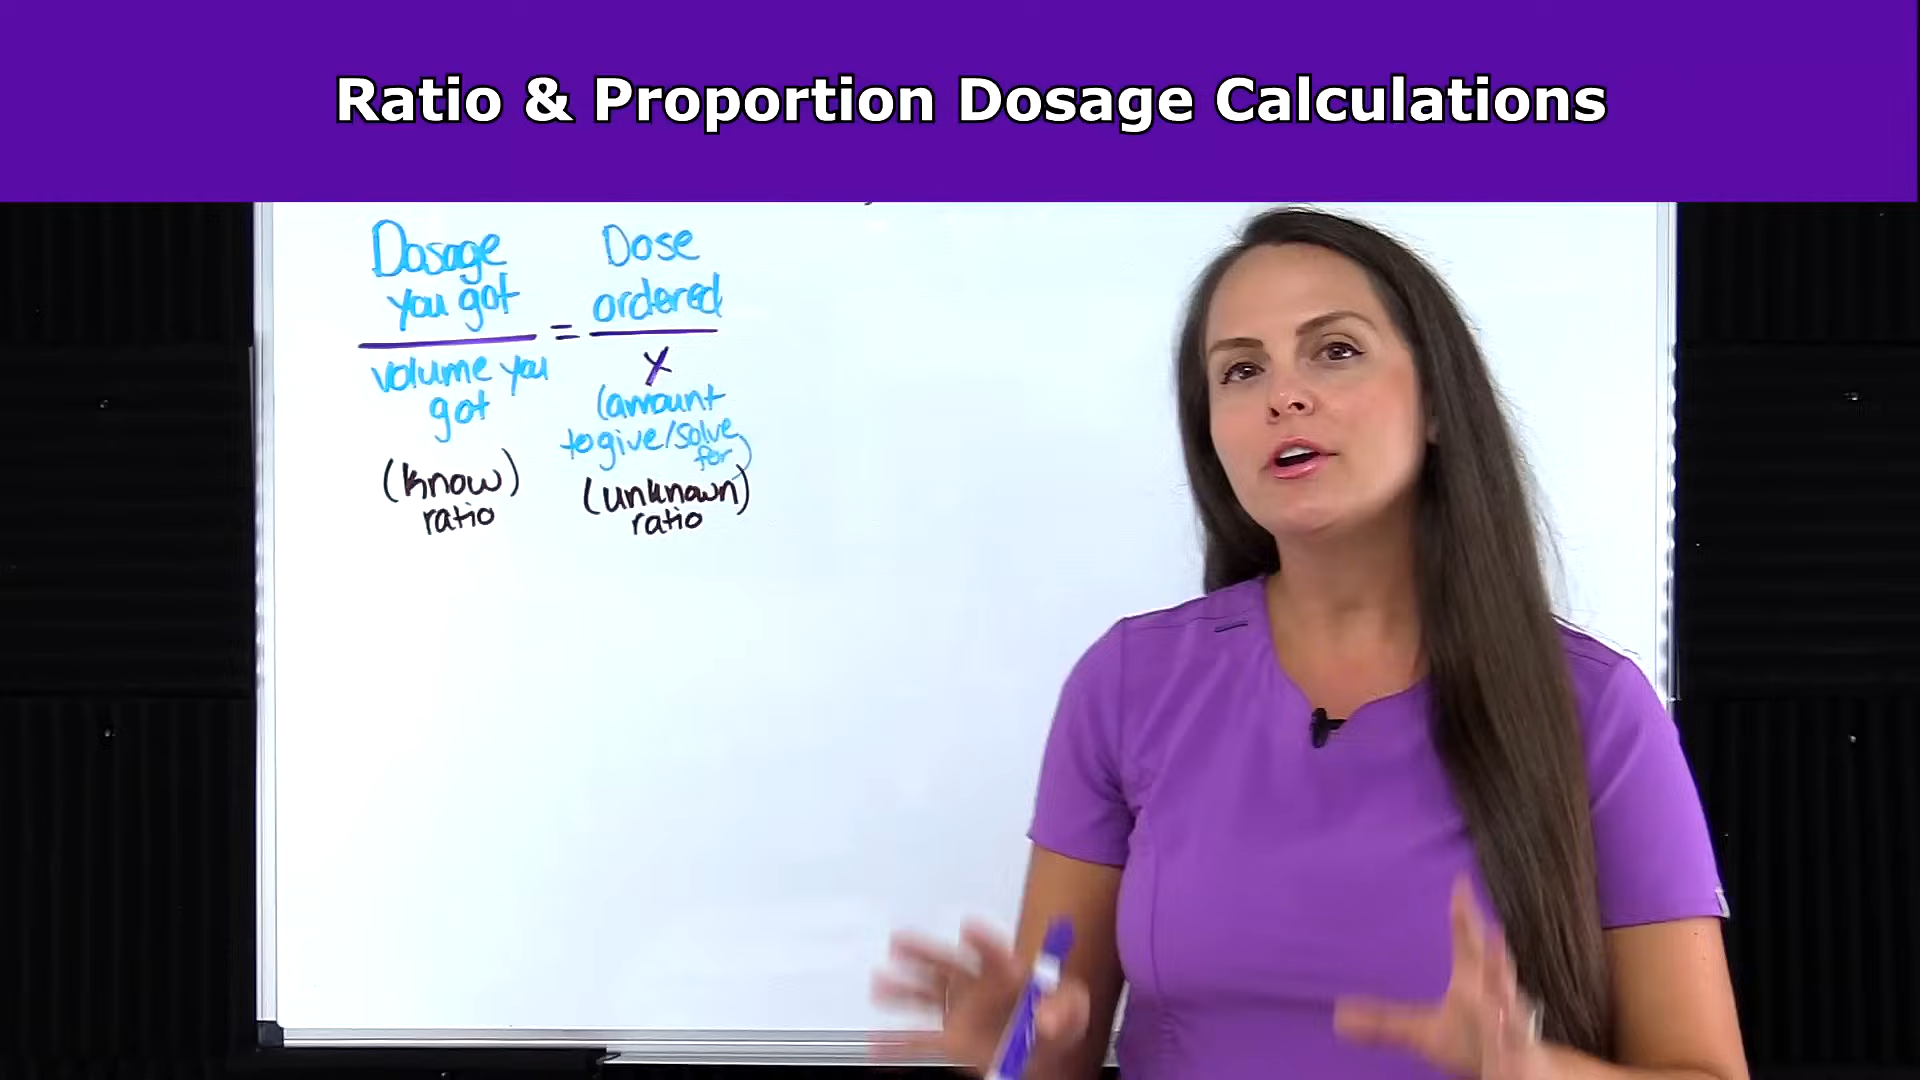 Ratio & Proportion Dosage Calculations
Dosage
you got
=
Dose
ordered
volume you
got
X
(amount
to give/solve
for)
(know)
ratio
(unknown)
ratio